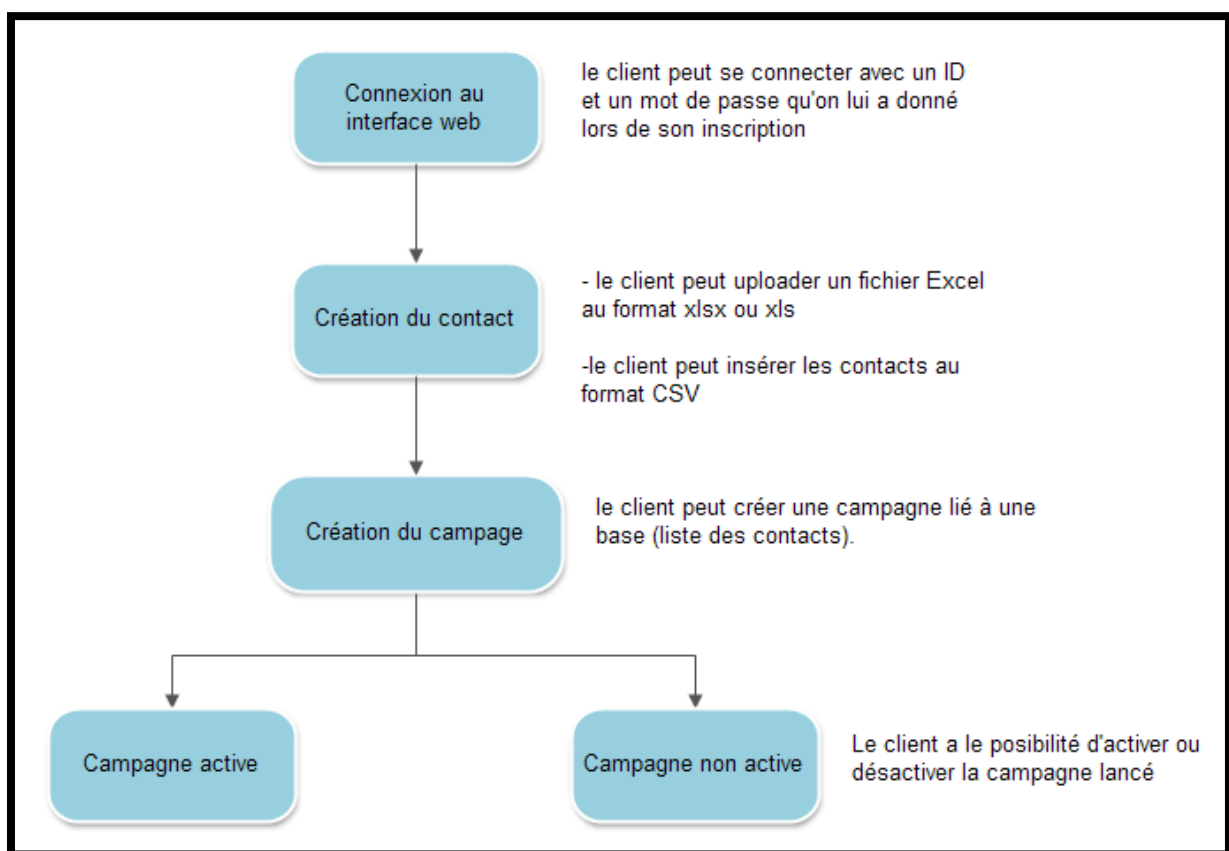 Connexion au
interface web
le client peut se connecter avec un ID
et un mot de passe qu'on lui a donné
lors de son inscription
Création du contact
- le client peut uploader un fichier Excel
au format xlsx ou xls
-le client peut insérer les contacts au
format CSV
Création du campage
le client peut créer une campagne lié à une
base (liste des contacts).
Campagne active
Campagne non active
Le client a le posibilité d'activer ou
désactiver la campagne lancé